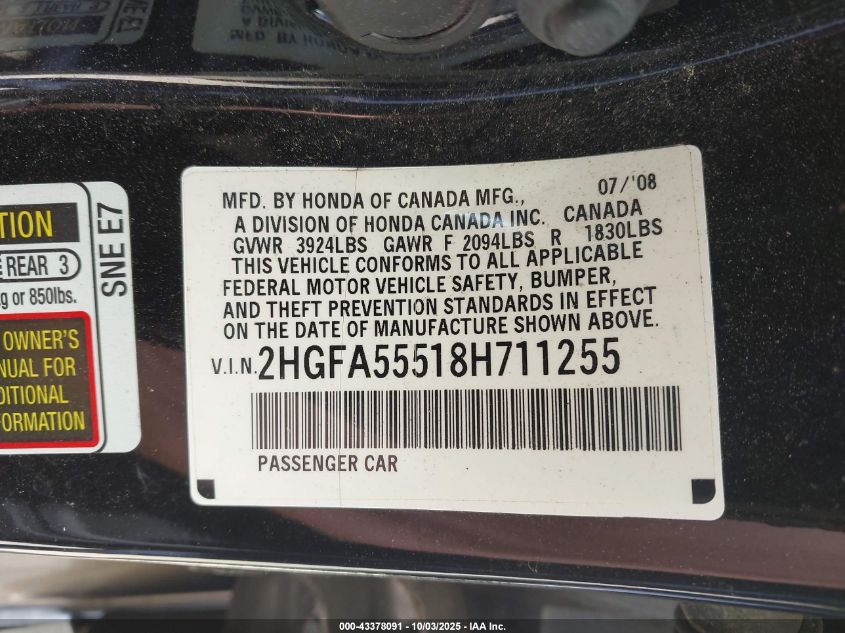 MFD. BY HONDA
SNE E7
TION
REAR 3
g or 850lbs.
OWNER'S
NUAL FOR
DITIONAL
FORMATION
MFD. BY HONDA OF CANADA MFG., 07/'08
A DIVISION OF HONDA CANADA INC. CANADA
GVWR 3924LBS GAWR F 2094LBS R 1830LBS
THIS VEHICLE CONFORMS TO ALL APPLICABLE
FEDERAL MOTOR VEHICLE SAFETY, BUMPER,
AND THEFT PREVENTION STANDARDS IN EFFECT
ON THE DATE OF MANUFACTURE SHOWN ABOVE.
V.I.N. 2HGFA55518H711255
PASSENGER CAR
000-43378091 - 10/03/2025 - IAA Inc.